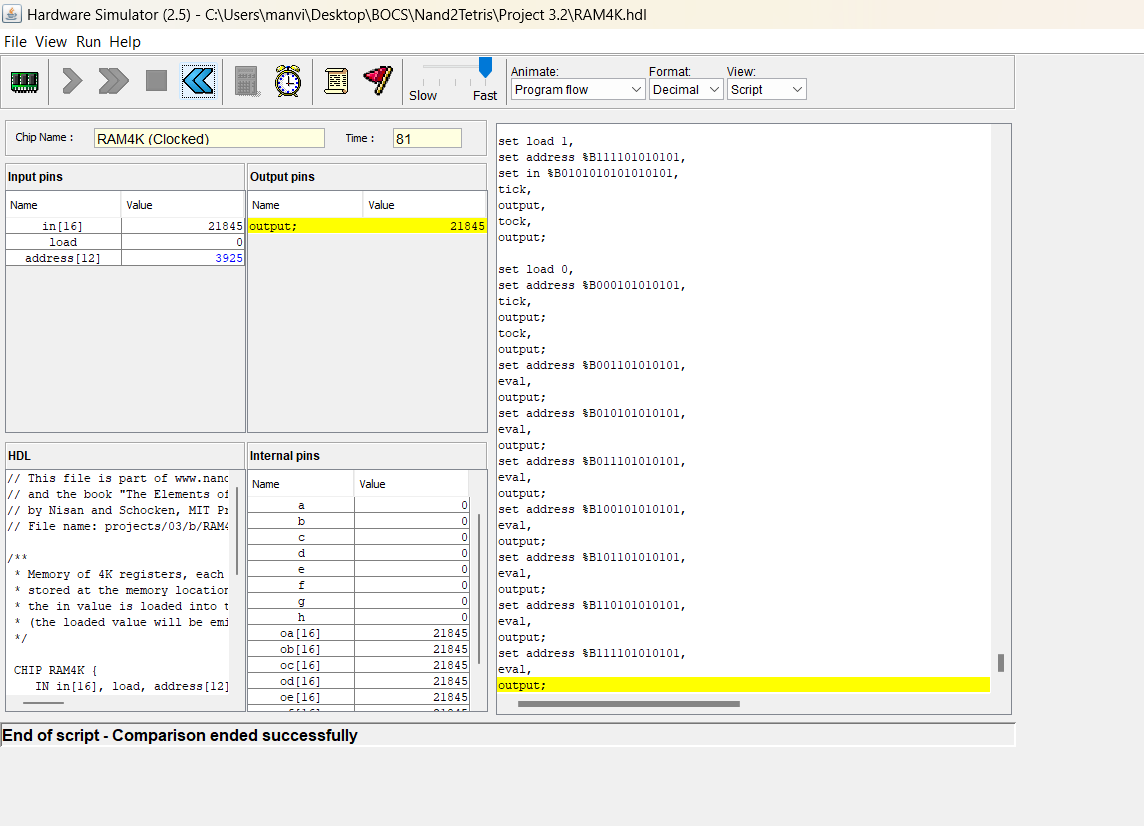 Hardware Simulator (2.5) - C:\Users\manvi\Desktop\BOCS\Nand2Tetris\Project 3.2\RAM4K.hdl
File View Run Help
Slow Fast
Animate: Format: View:
Program flow Decimal Script
Chip Name : RAM4K (Clocked) Time : 81
Input pins
Name Value
in[16] 21845
load 0
address[12] 3925
Output pins
Name Value
output; 21845
HDL
// This file is part of www.nand
// and the book "The Elements of
// by Nisan and Schocken, MIT Pr
// File name: projects/03/b/RAM4
/**
* Memory of 4K registers, each
* stored at the memory location
* the in value is loaded into t
* (the loaded value will be emi
*/
CHIP RAM4K {
IN in[16], load, address[12]
Internal pins
Name Value
a 0
b 0
c 0
d 0
e 0
f 0
g 0
h 0
oa[16] 21845
ob[16] 21845
oc[16] 21845
od[16] 21845
oe[16] 21845
set load 1,
set address %B111101010101,
set in %B0101010101010101,
tick,
output,
tock,
output;
set load 0,
set address %B000101010101,
tick,
output;
tock,
output;
set address %B001101010101,
eval,
output;
set address %B010101010101,
eval,
output;
set address %B011101010101,
eval,
output;
set address %B100101010101,
eval,
output;
set address %B101101010101,
eval,
output;
set address %B110101010101,
eval,
output;
set address %B111101010101,
eval,
output;
End of script - Comparison ended successfully